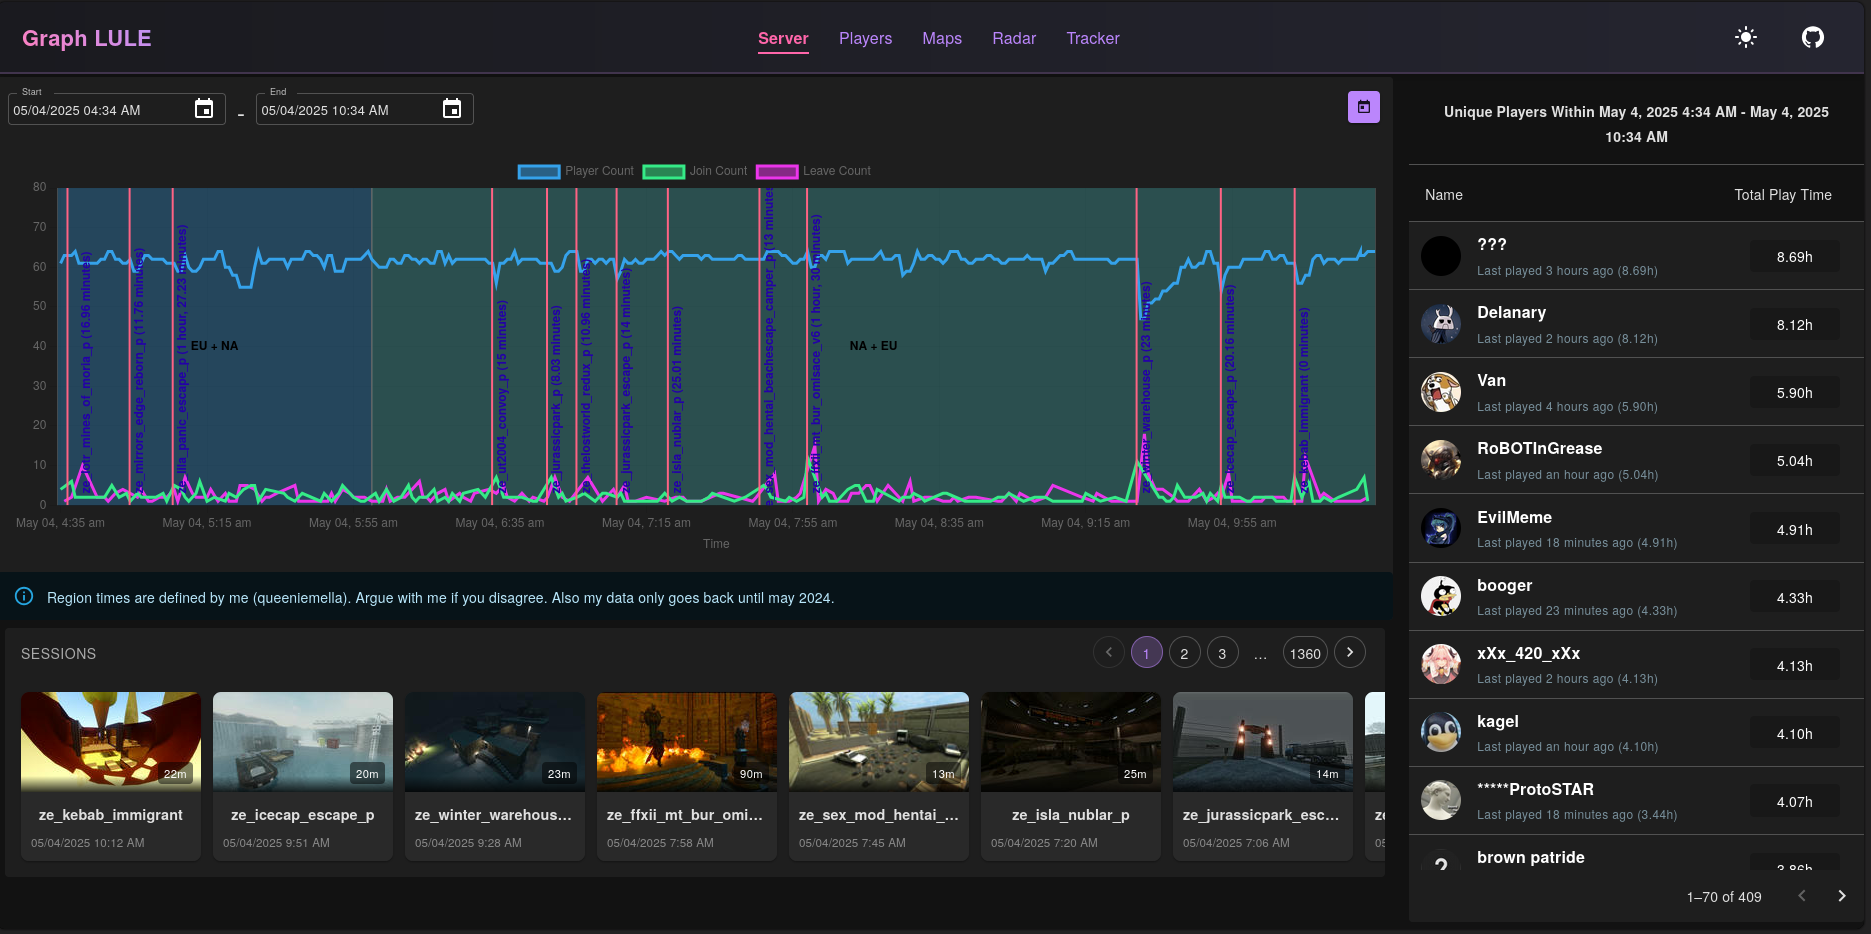 Graph LULE
Server
Players
Maps
Radar
Tracker
Start
05/04/2025 04:34 AM
-
End
05/04/2025 10:34 AM
Player Count
Join Count
Leave Count
80
70
60
50
40
30
20
10
0
lotr_mines_of_moria_p (16.96 minutes)
ze_mirrors_edge_reborn_p (11.76 minutes)
panic_escape_p (1 hour, 27.23 minutes)
EU + NA
ut2004_convoy_p (15 minutes)
ze_jurassicpark_p (8.03 minutes)
ze_thelostworld_redux_p (10.96 minutes)
ze_jurassicpark_escape_p (14 minutes)
ze_isla_nublar_p (25.01 minutes)
mod_hentai_beachescape_camper_p (13 minutes)
mt_bur_omisace_v6 (1 hour, 30 minutes)
NA + EU
winter_warehouse_p (23 minutes)
ze_icecap_escape_p (20.16 minutes)
kebab_immigrant (0 minutes)
May 04, 4:35 am
May 04, 5:15 am
May 04, 5:55 am
May 04, 6:35 am
May 04, 7:15 am
May 04, 7:55 am
May 04, 8:35 am
May 04, 9:15 am
May 04, 9:55 am
Time
Region times are defined by me (queeniemella). Argue with me if you disagree. Also my data only goes back until may 2024.
SESSIONS
1
2
3
...
1360
22m
ze_kebab_immigrant
05/04/2025 10:12 AM
20m
ze_icecap_escape_p
05/04/2025 9:51 AM
23m
ze_winter_warehous...
05/04/2025 9:28 AM
90m
ze_ffxii_mt_bur_omi...
05/04/2025 7:58 AM
13m
ze_sex_mod_hentai_...
05/04/2025 7:45 AM
25m
ze_isla_nublar_p
05/04/2025 7:20 AM
14m
ze_jurassicpark_esc...
05/04/2025 7:06 AM
Unique Players Within May 4, 2025 4:34 AM - May 4, 2025
10:34 AM
Name
Total Play Time
???
Last played 3 hours ago (8.69h)
8.69h
Delanary
Last played 2 hours ago (8.12h)
8.12h
Van
Last played 4 hours ago (5.90h)
5.90h
RoBOTInGrease
Last played an hour ago (5.04h)
5.04h
EvilMeme
Last played 18 minutes ago (4.91h)
4.91h
booger
Last played 23 minutes ago (4.33h)
4.33h
xXx_420_xXx
Last played 2 hours ago (4.13h)
4.13h
kagel
Last played an hour ago (4.10h)
4.10h
*****ProtoSTAR
Last played 18 minutes ago (3.44h)
4.07h
?
brown patride
3.86h
1–70 of 409